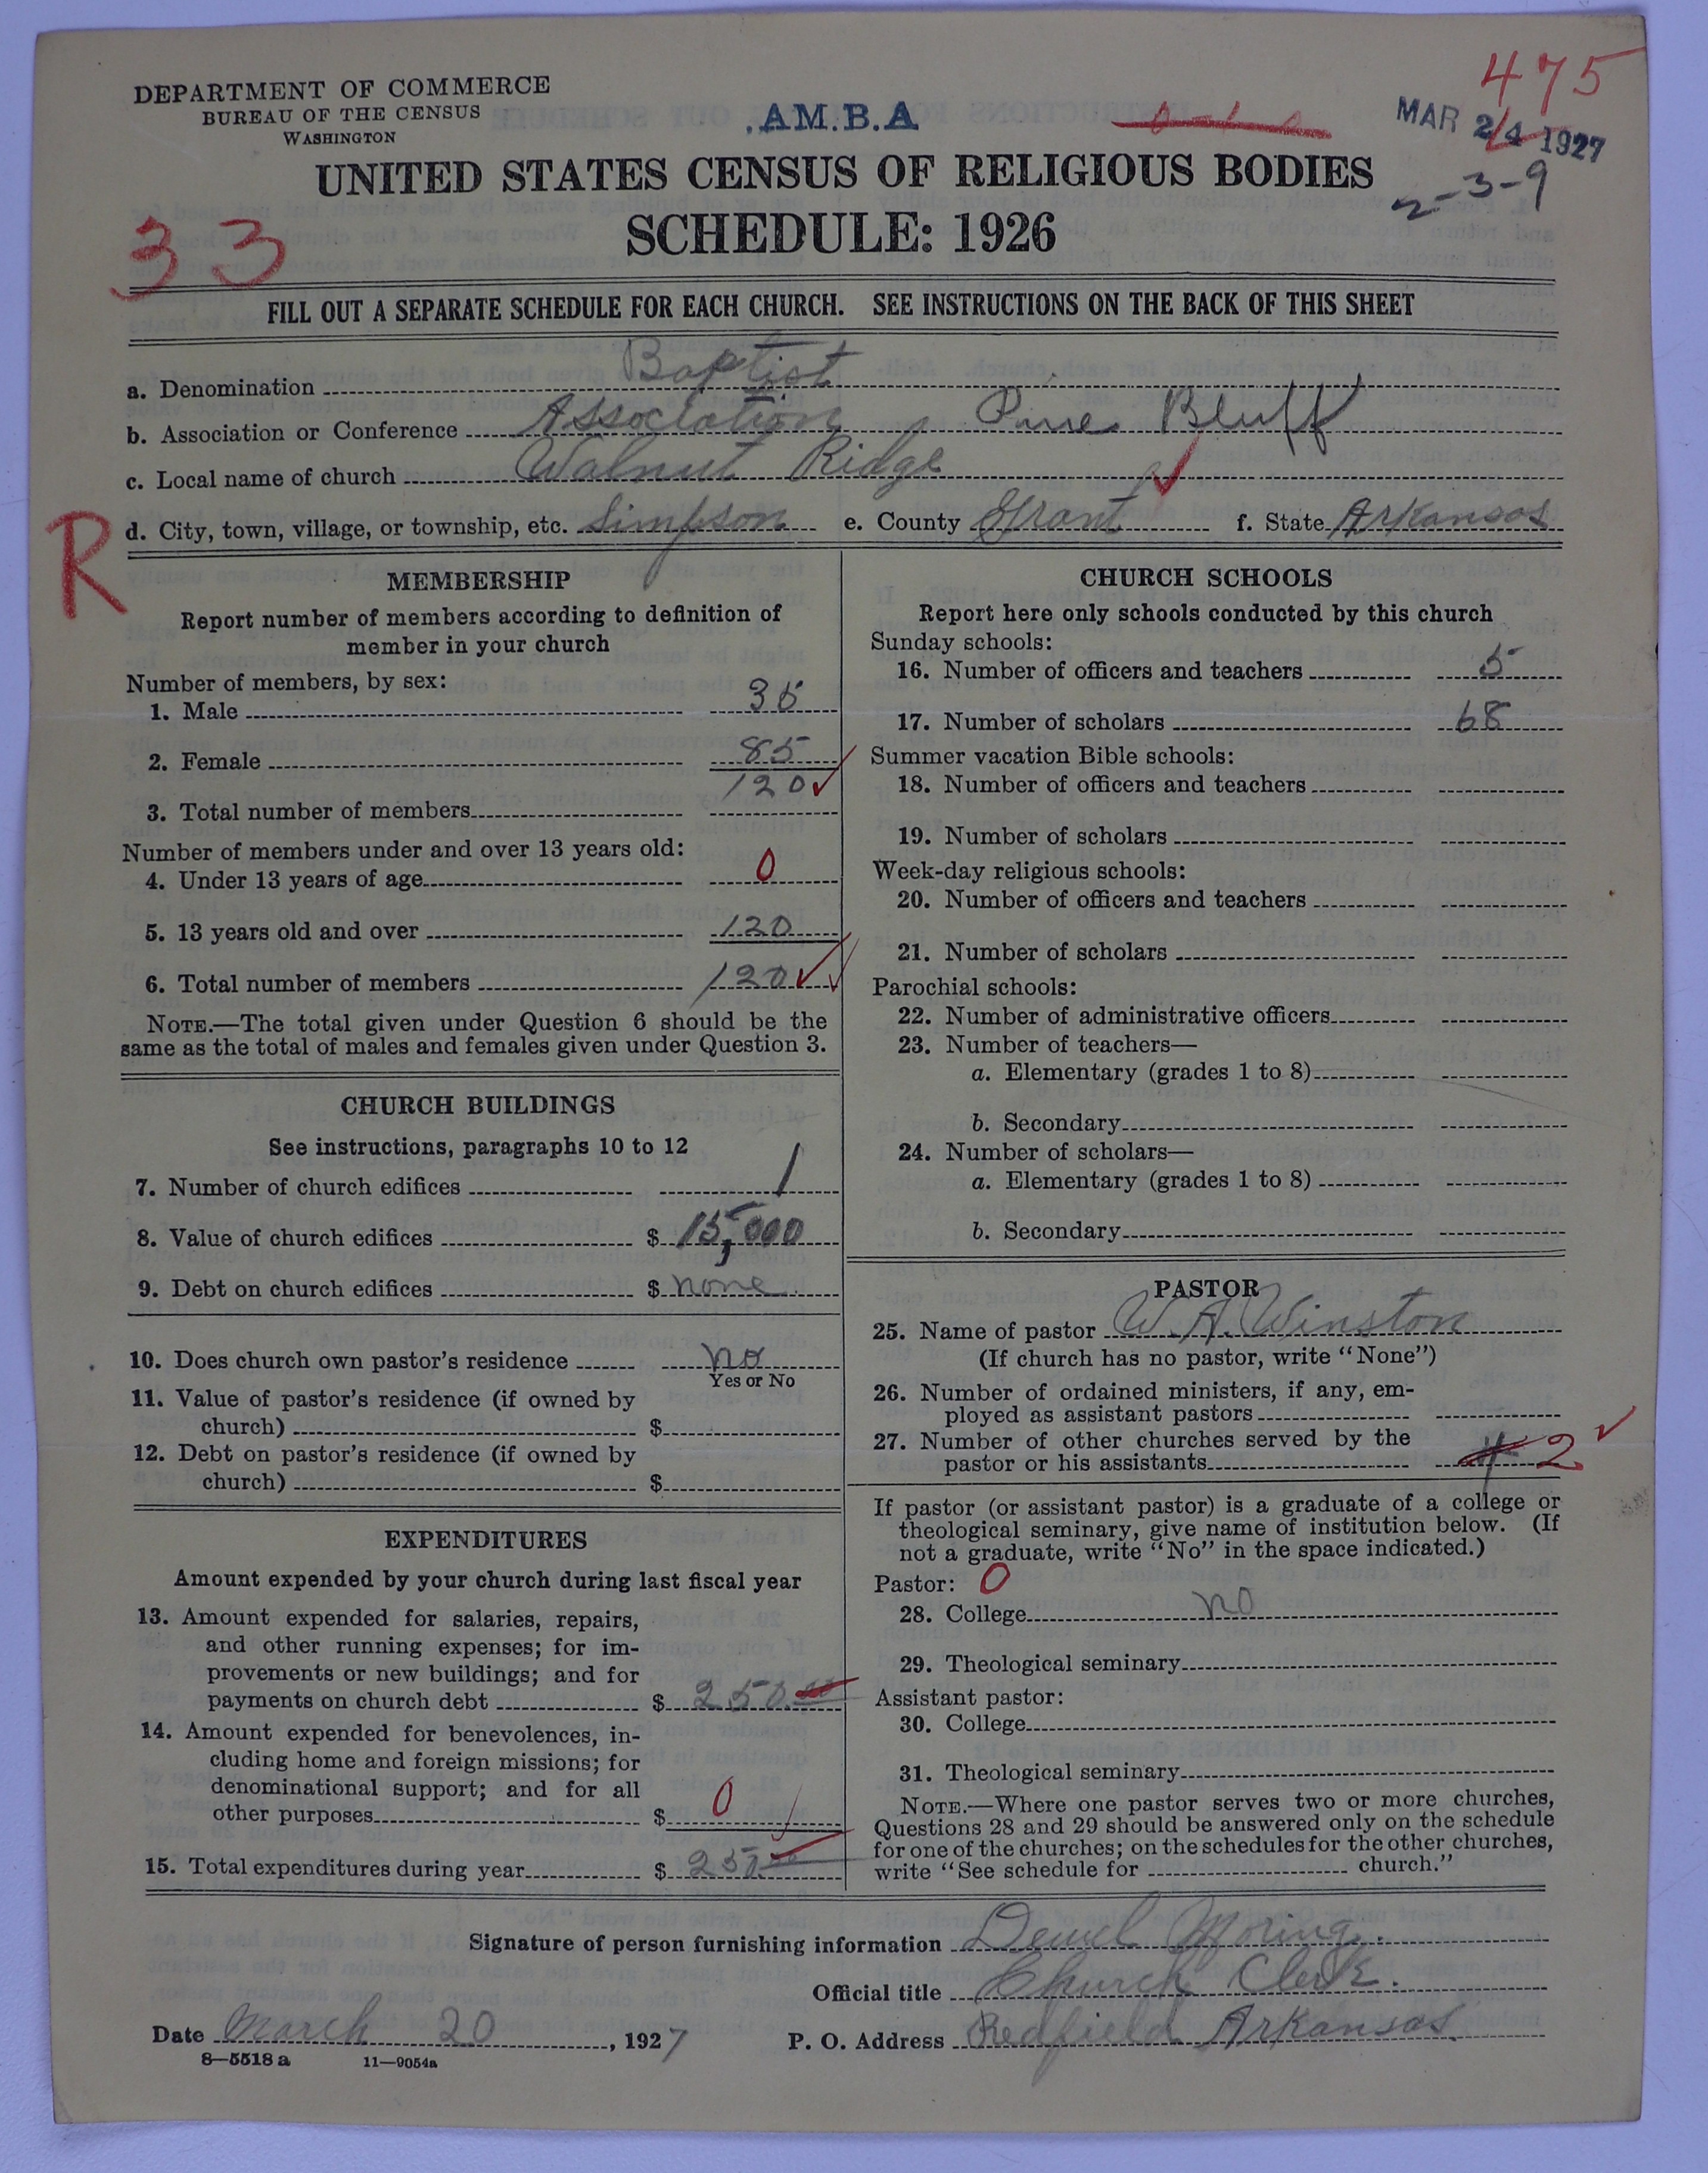 475
DEPARTMENT OF COMMERCE
BUREAU OF THE CENSUS
WASHINGTON
.AM.B.A
MAR 24 1927
2-3-9
UNITED STATES CENSUS OF RELIGIOUS BODIES
SCHEDULE: 1926
33
FILL OUT A SEPARATE SCHEDULE FOR EACH CHURCH. SEE INSTRUCTIONS ON THE BACK OF THIS SHEET
a. Denomination Baptist
b. Association or Conference Association, Pine Bluff
c. Local name of church Walnut Ridge
R
d. City, town, village, or township, etc. Simpson e. County Grant f. State Arkansas
MEMBERSHIP
Report number of members according to definition of
member in your church
Number of members, by sex:
1. Male 35
2. Female 85
120
3. Total number of members
Number of members under and over 13 years old:
4. Under 13 years of age 0
5. 13 years old and over 120
6. Total number of members 120
NOTE.—The total given under Question 6 should be the
same as the total of males and females given under Question 3.
CHURCH BUILDINGS
See instructions, paragraphs 10 to 12
7. Number of church edifices 1
8. Value of church edifices $ 15,000
9. Debt on church edifices $ none
10. Does church own pastor's residence no
Yes or No
11. Value of pastor's residence (if owned by
church) $
12. Debt on pastor's residence (if owned by
church) $
EXPENDITURES
Amount expended by your church during last fiscal year
13. Amount expended for salaries, repairs,
and other running expenses; for im-
provements or new buildings; and for
payments on church debt $ 250.00
14. Amount expended for benevolences, in-
cluding home and foreign missions; for
denominational support; and for all
other purposes $ 0
15. Total expenditures during year $ 250.00
CHURCH SCHOOLS
Report here only schools conducted by this church
Sunday schools:
16. Number of officers and teachers 5
17. Number of scholars 68
Summer vacation Bible schools:
18. Number of officers and teachers
19. Number of scholars
Week-day religious schools:
20. Number of officers and teachers
21. Number of scholars
Parochial schools:
22. Number of administrative officers
23. Number of teachers—
a. Elementary (grades 1 to 8)
b. Secondary
24. Number of scholars—
a. Elementary (grades 1 to 8)
b. Secondary
PASTOR
25. Name of pastor W. A. Winston
(If church has no pastor, write "None")
26. Number of ordained ministers, if any, em-
ployed as assistant pastors
27. Number of other churches served by the
pastor or his assistants 4 2
If pastor (or assistant pastor) is a graduate of a college or
theological seminary, give name of institution below. (If
not a graduate, write "No" in the space indicated.)
Pastor: 0
28. College no
29. Theological seminary
Assistant pastor:
30. College
31. Theological seminary
NOTE.—Where one pastor serves two or more churches,
Questions 28 and 29 should be answered only on the schedule
for one of the churches; on the schedules for the other churches,
write "See schedule for church."
Signature of person furnishing information Dewel Moring.
Official title Church Clerk.
Date March 20, 1927 P. O. Address Redfield Arkansas.
8—5518 a 11—9054a